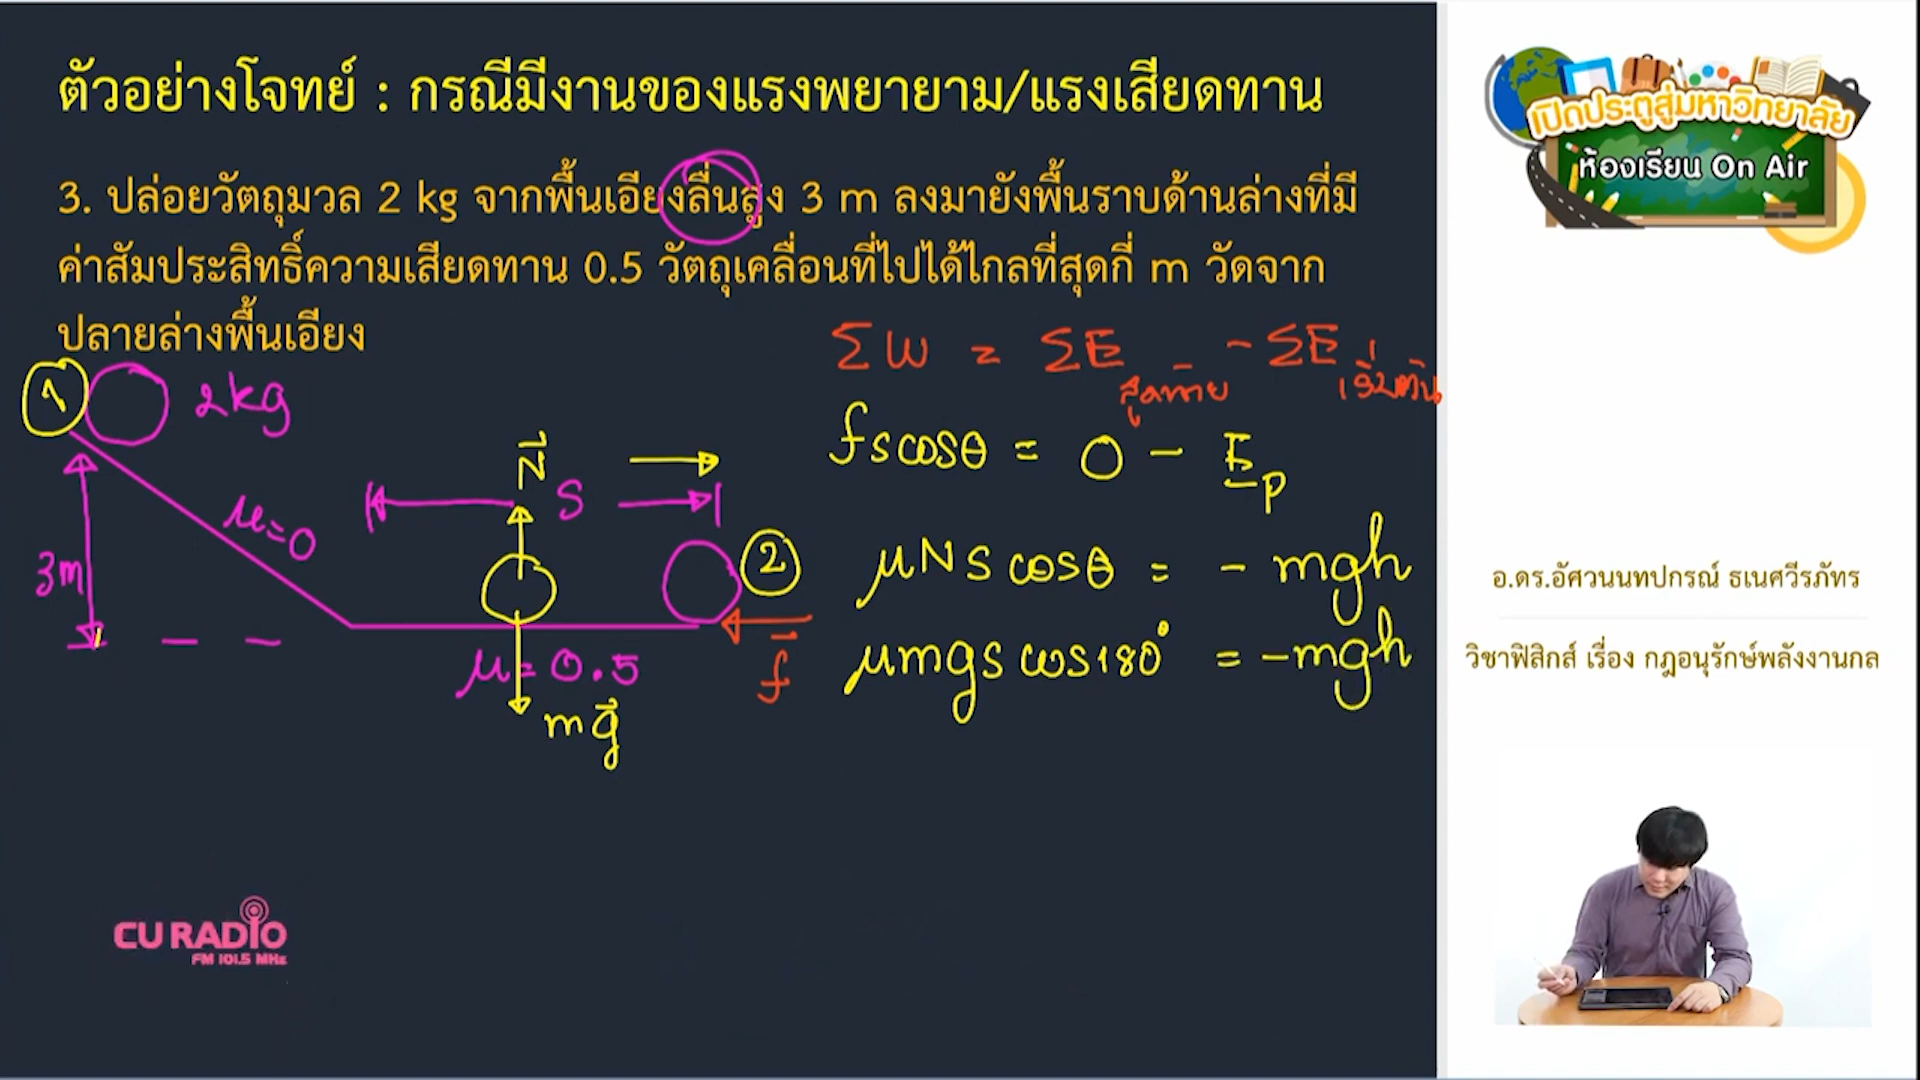 ตัวอย่างโจทย์ : กรณีมีงานของแรงพยายาม/แรงเสียดทาน
3. ปล่อยวัตถุมวล 2 kg จากพื้นเอียงลื่นสูง 3 m ลงมายังพื้นราบด้านล่างที่มี
ค่าสัมประสิทธิ์ความเสียดทาน 0.5 วัตถุเคลื่อนที่ไปได้ไกลที่สุดกี่ m วัดจาก
ปลายล่างพื้นเอียง
1
2kg
3m
μ=0
N⃗
S
2
μ = 0.5
f⃗
mg⃗
ΣW = ΣEสุดท้าย - ΣEเริ่มต้น
fscosθ = 0 - Ep
μNScosθ = - mgh
μmgs cos180° = -mgh
CU RADIO
FM 101.5 MHz
เปิดประตูสู่มหาวิทยาลัย
ห้องเรียน On Air
อ.ดร.อัศวนนทปกรณ์ ธเนศวีรภัทร
วิชาฟิสิกส์ เรื่อง กฎอนุรักษ์พลังงานกล